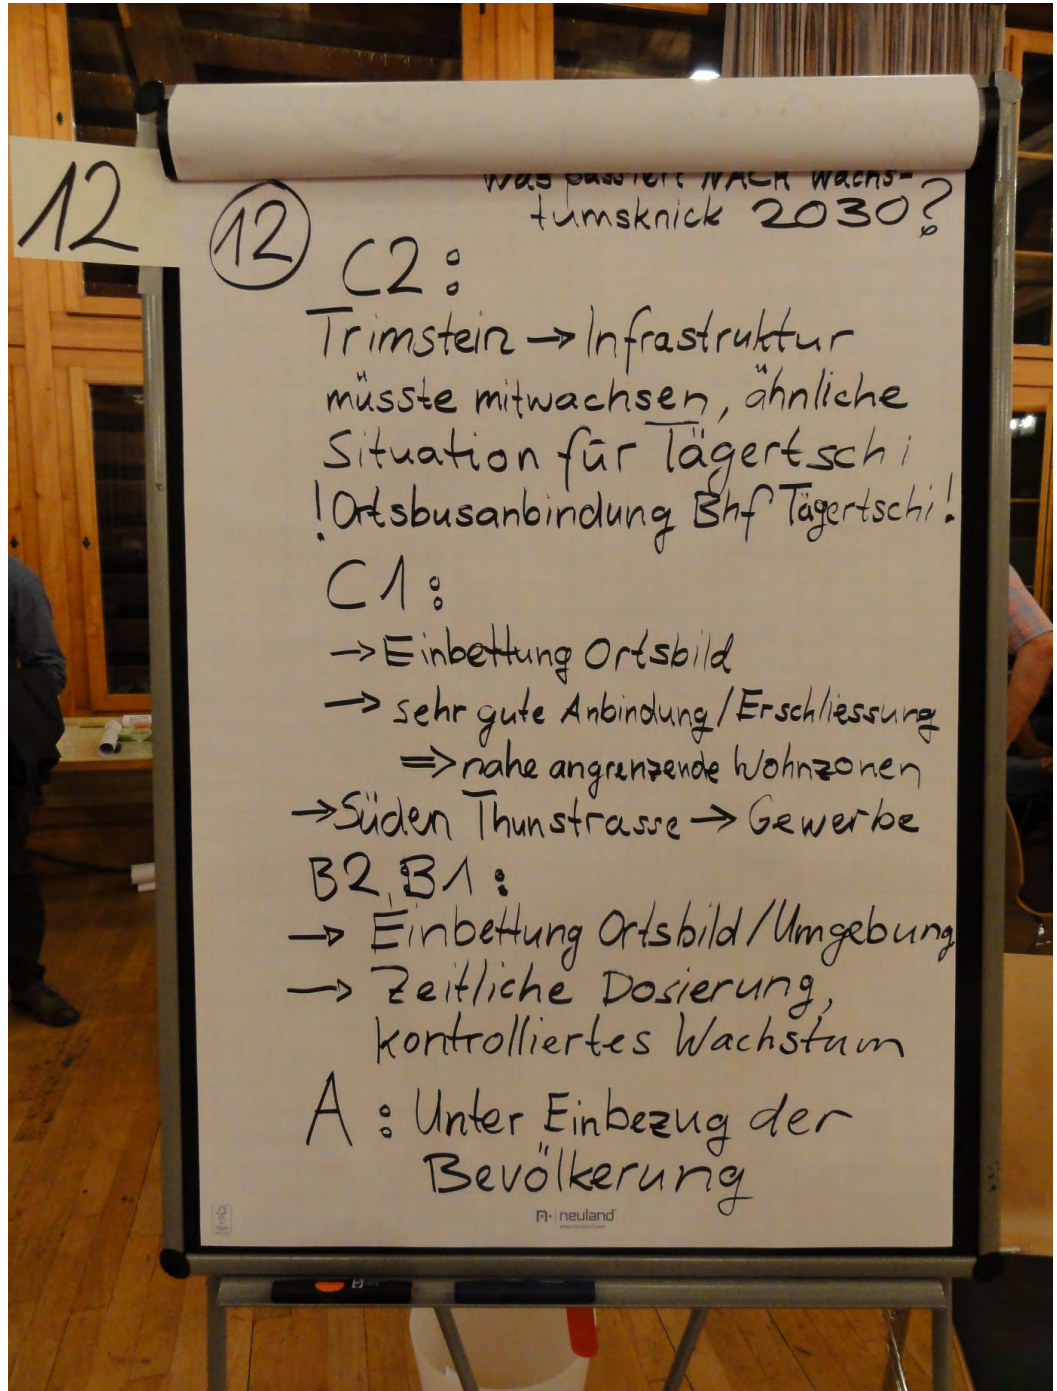 12
12
Was passiert NACH Wachs-
tumsknick 2030?
C2:
Trimstein → Infrastruktur
müsste mitwachsen, ähnliche
Situation für Tägertschi
! Ortsbusanbindung Bhf Tägertschi!
C1:
→ Einbettung Ortsbild
→ sehr gute Anbindung / Erschliessung
⇒ nahe angrenzende Wohnzonen
→ Süden Thunstrasse → Gewerbe
B2, B1:
→ Einbettung Ortsbild / Umgebung
→ Zeitliche Dosierung,
kontrolliertes Wachstum
A: Unter Einbezug der
Bevölkerung
neuland